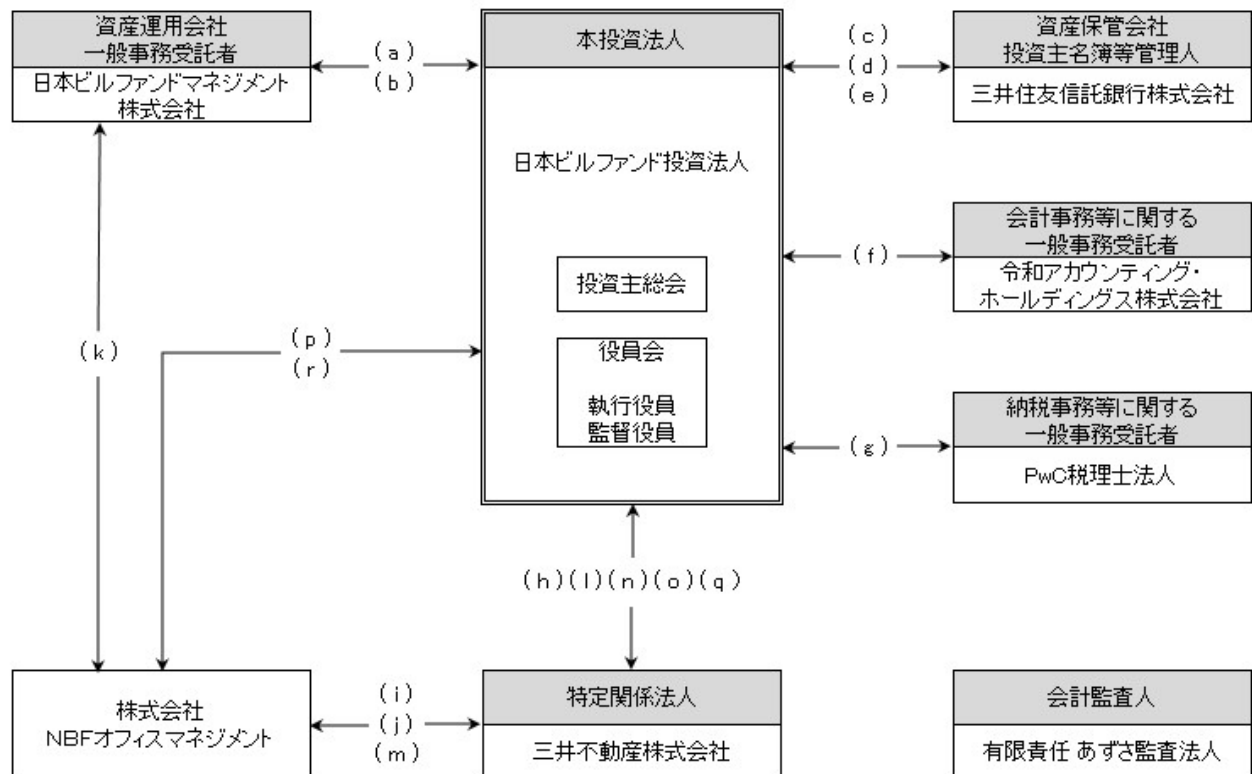 資産運用会社
一般事務受託者
日本ビルファンドマネジメント
株式会社
(a)
(b)
本投資法人
日本ビルファンド投資法人
投資主総会
役員会
執行役員
監督役員
(c)
(d)
(e)
資産保管会社
投資主名簿等管理人
三井住友信託銀行株式会社
(f)
会計事務等に関する
一般事務受託者
令和アカウンティング・
ホールディングス株式会社
(k)
(p)
(r)
(g)
納税事務等に関する
一般事務受託者
PwC税理士法人
(h)(l)(n)(o)(q)
株式会社
NBFオフィスマネジメント
(i)
(j)
(m)
特定関係法人
三井不動産株式会社
会計監査人
有限責任 あずさ監査法人